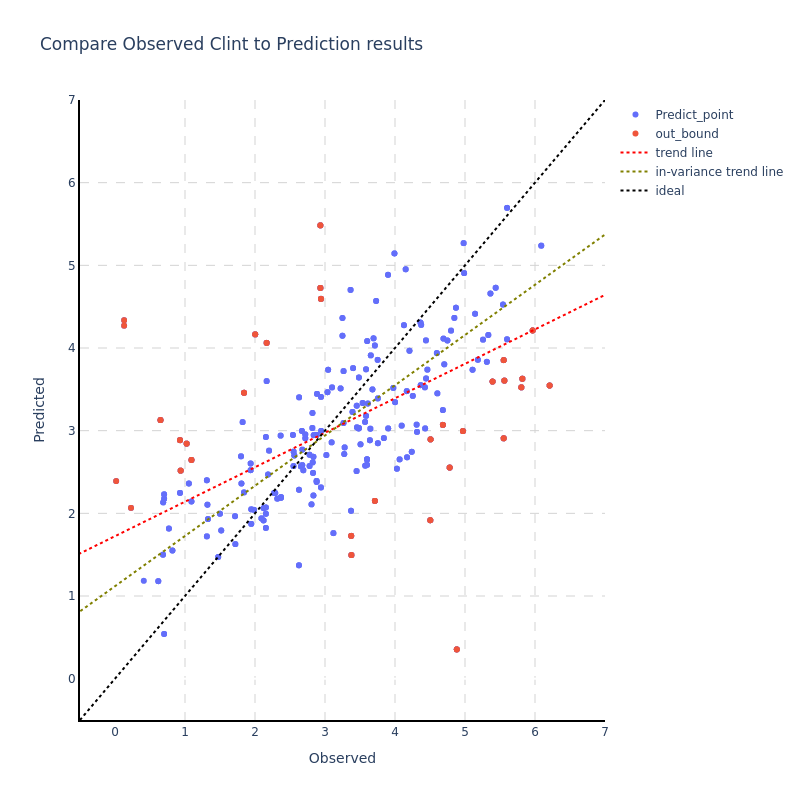 Compare Observed Clint to Prediction results
Predict_point
out_bound
trend line
in-variance trend line
ideal
7
6
5
4
3
2
1
0
Predicted
0 1 2 3 4 5 6 7
Observed